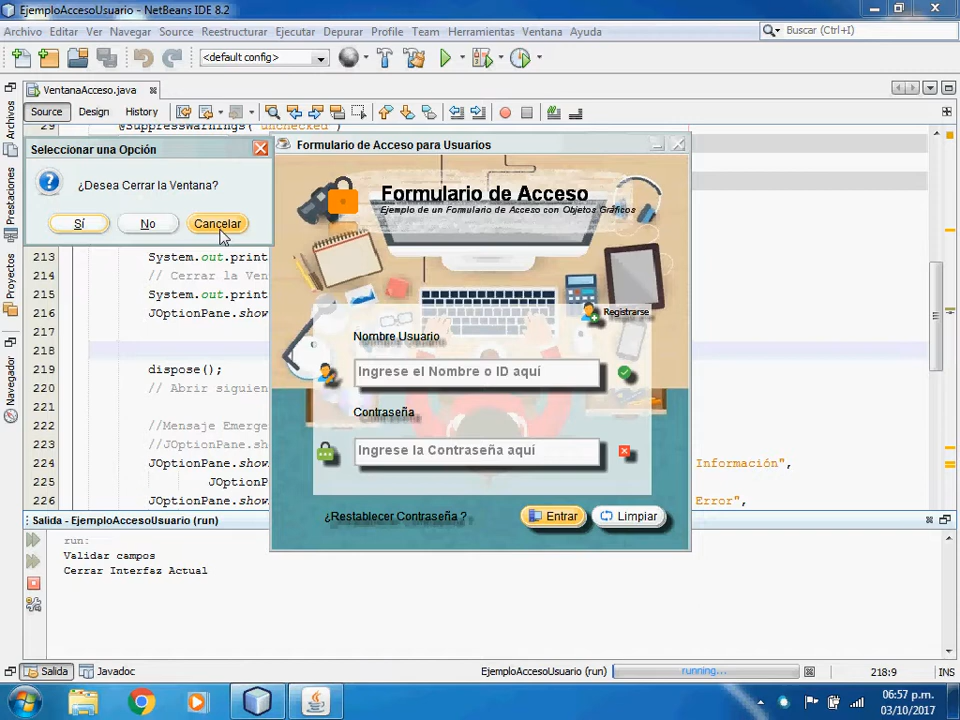 EjemploAccesoUsuario - NetBeans IDE 8.2
Archivo Editar Ver Navegar Source Reestructurar Ejecutar Depurar Profile Team Herramientas Ventana Ayuda
Buscar (Ctrl+I)
<default config>
VentanaAcceso.java
Source Design History
29 @SuppressWarnings("unchecked")
Seleccionar una Opción
¿Desea Cerrar la Ventana?
Sí No Cancelar
Formulario de Acceso para Usuarios
Formulario de Acceso
Ejemplo de un Formulario de Acceso con Objetos Gráficos
Registrarse
Nombre Usuario
Ingrese el Nombre o ID aquí
Contraseña
Ingrese la Contraseña aquí
¿Restablecer Contraseña ?
Entrar Limpiar
Archivos
Prestaciones
Proyectos
Navegador
213 System.out.print
214 // Cerrar la Ven
215 System.out.print
216 JOptionPane.show
217
218
219 dispose();
220 // Abrir siguien
221
222 //Mensaje Emerge
223 //JOptionPane.sh
224 JOptionPane.show Información",
225 JOptionP
226 JOptionPane.show Error",
Salida - EjemploAccesoUsuario (run)
run:
Validar campos
Cerrar Interfaz Actual
Salida Javadoc
EjemploAccesoUsuario (run) running... 218:9 INS
06:57 p.m.
03/10/2017